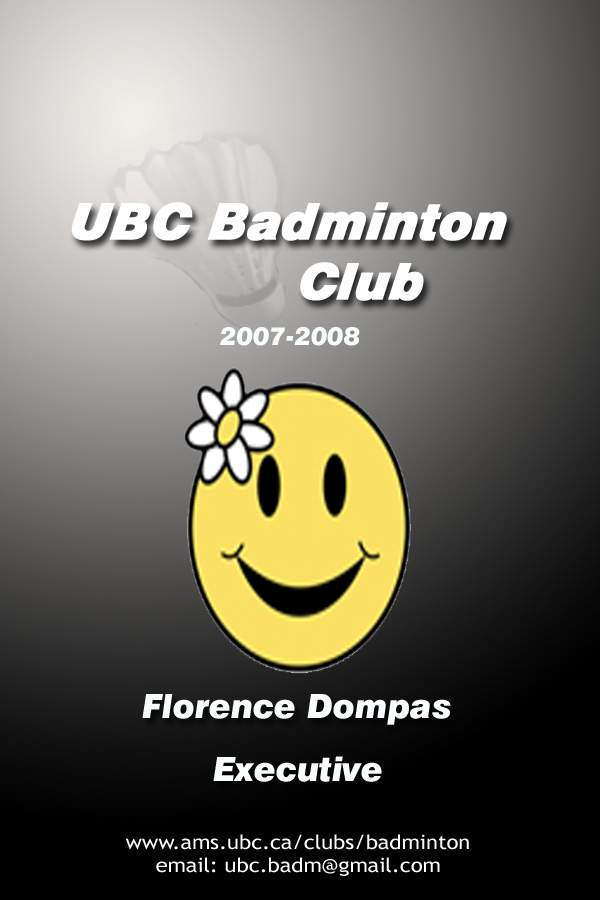 UBC Badminton
Club
2007-2008
Florence Dompas
Executive
www.ams.ubc.ca/clubs/badminton
email: ubc.badm@gmail.com